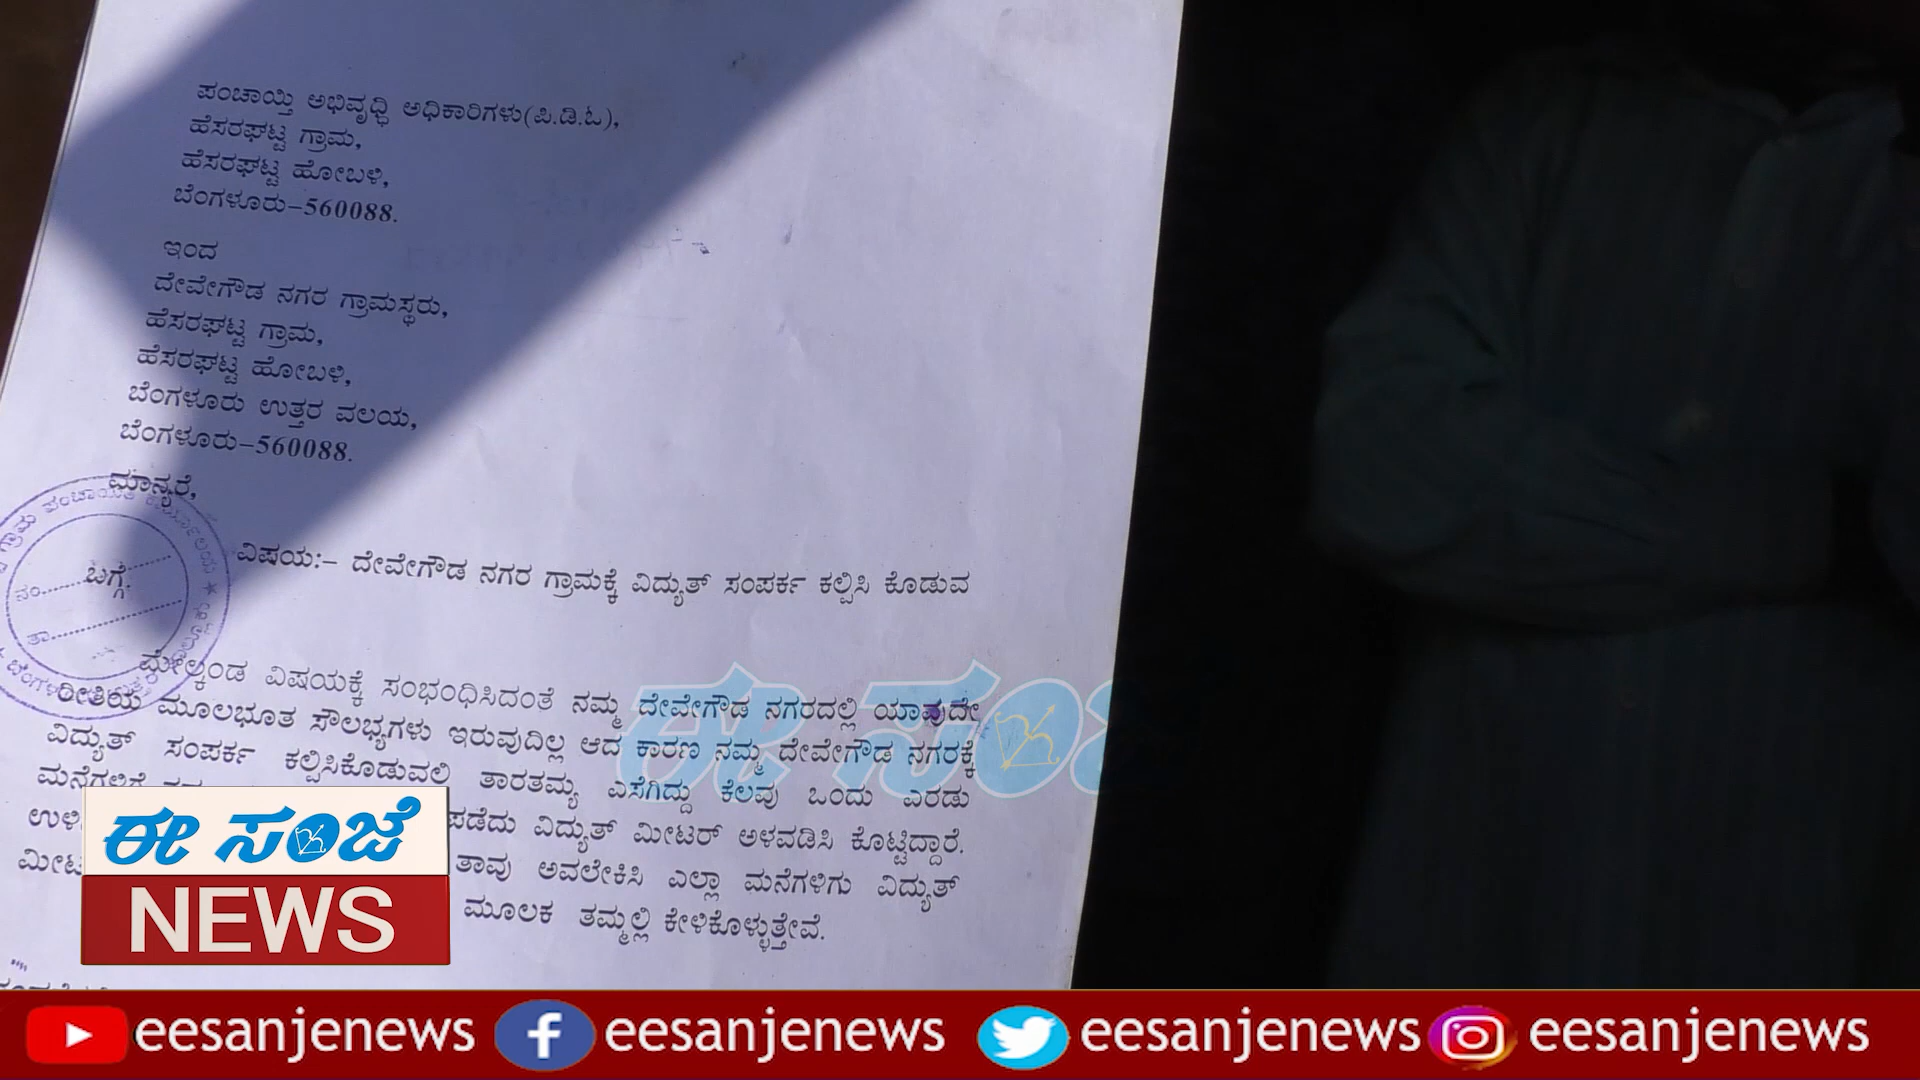 ಪಂಚಾಯ್ತಿ ಅಭಿವೃಧ್ಧಿ ಅಧಿಕಾರಿಗಳು(ಪಿ.ಡಿ.ಓ),
ಹೆಸರಘಟ್ಟ ಗ್ರಾಮ,
ಹೆಸರಘಟ್ಟ ಹೋಬಳಿ,
ಬೆಂಗಳೂರು–560088.
ಇಂದ
ದೇವೇಗೌಡ ನಗರ ಗ್ರಾಮಸ್ಥರು,
ಹೆಸರಘಟ್ಟ ಗ್ರಾಮ,
ಹೆಸರಘಟ್ಟ ಹೋಬಳಿ,
ಬೆಂಗಳೂರು ಉತ್ತರ ವಲಯ,
ಬೆಂಗಳೂರು–560088.
ಮಾನ್ಯರೆ,
ವಿಷಯ:– ದೇವೇಗೌಡ ನಗರ ಗ್ರಾಮಕ್ಕೆ ವಿದ್ಯುತ್ ಸಂಪರ್ಕ ಕಲ್ಪಿಸಿ ಕೊಡುವ
ಬಗ್ಗೆ.
ಮೇಲ್ಕಂಡ ವಿಷಯಕ್ಕೆ ಸಂಭಂಧಿಸಿದಂತೆ ನಮ್ಮ ದೇವೇಗೌಡ ನಗರದಲ್ಲಿ ಯಾವುದೇ
ರೀತಿಯ ಮೂಲಭೂತ ಸೌಲಭ್ಯಗಳು ಇರುವುದಿಲ್ಲ ಆದ ಕಾರಣ ನಮ್ಮ ದೇವೇಗೌಡ ನಗರಕ್ಕೆ
ವಿದ್ಯುತ್ ಸಂಪರ್ಕ ಕಲ್ಪಿಸಿಕೊಡುವಲಿ ತಾರತಮ್ಯ ಎಸೆಗಿದ್ದು ಕೆಲವು ಒಂದು ಎರಡು
ಮನೆಗಳಿಗೆ
ಪಡೆದು ವಿದ್ಯುತ್ ಮೀಟರ್ ಅಳವಡಿಸಿ ಕೊಟ್ಟಿದ್ದಾರೆ.
ತಾವು ಅವಲೇಕಿಸಿ ಎಲ್ಲಾ ಮನೆಗಳಿಗು ವಿದ್ಯುತ್
ಮೂಲಕ ತಮ್ಮಲ್ಲಿ ಕೇಳಿಕೊಳ್ಳುತ್ತೇವೆ.
ಈ ಸಂಜೆ
NEWS
eesanjenews eesanjenews eesanjenews eesanjenews